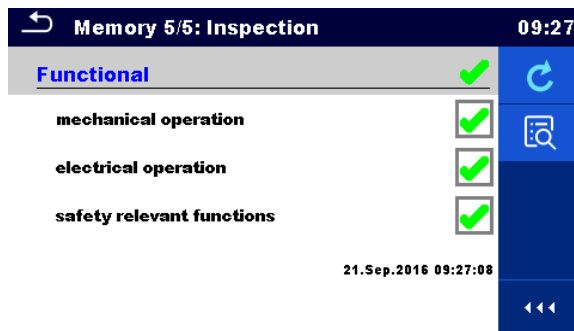 Memory 5/5: Inspection 09:27
Functional
mechanical operation
electrical operation
safety relevant functions
21.Sep.2016 09:27:08